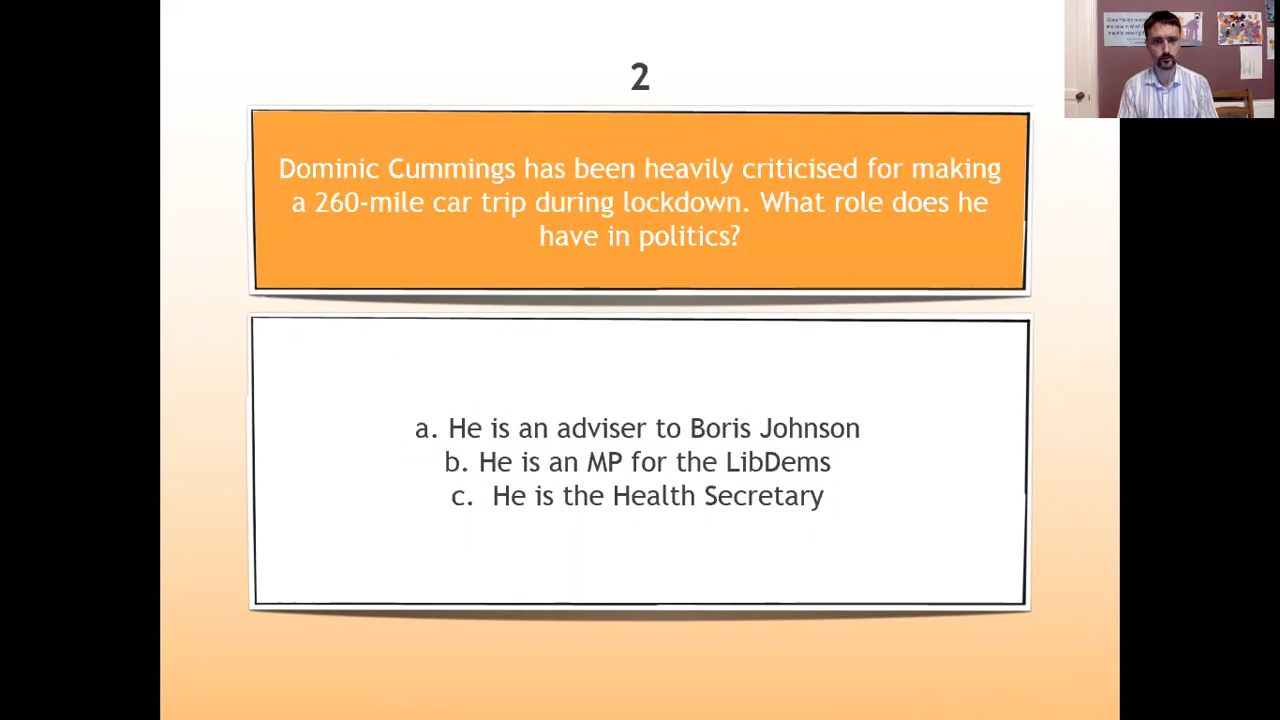 2
Dominic Cummings has been heavily criticised for making
a 260-mile car trip during lockdown. What role does he
have in politics?
a. He is an adviser to Boris Johnson
b. He is an MP for the LibDems
c. He is the Health Secretary